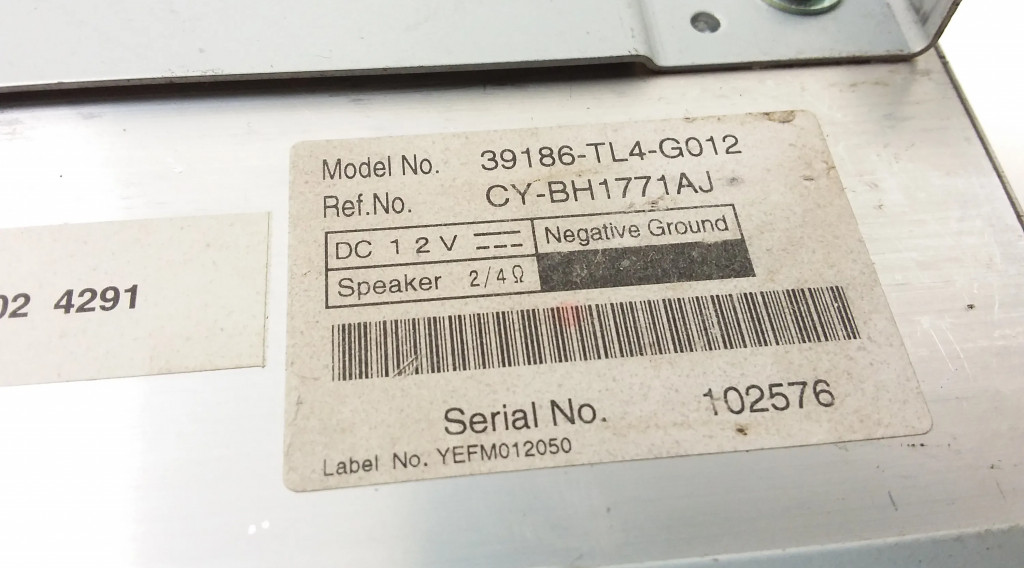 Model No. 39186-TL4-G012
Ref.No. CY-BH1771AJ
DC 12V Negative Ground
Speaker 2/4Ω
4291
Serial No. 102576
Label No. YEFM012050